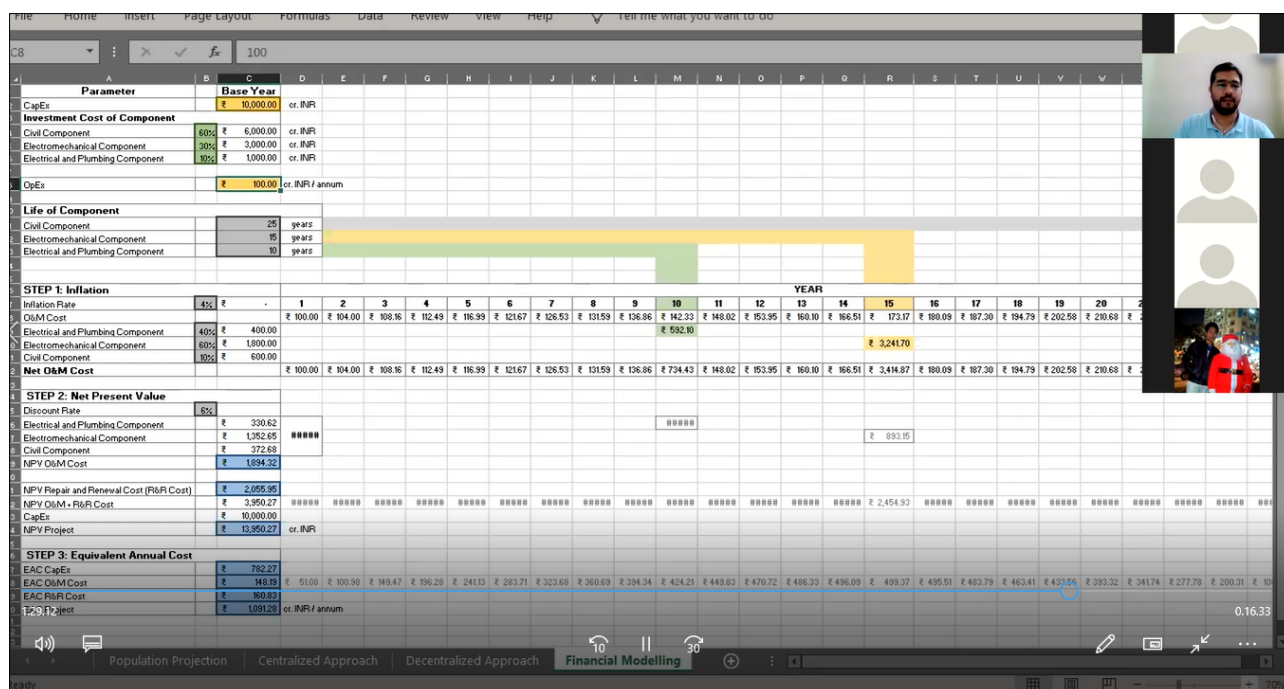 File Home Insert Page Layout Formulas Data Review View Help Tell me what you want to do
C8 fx 100
A B C D E F G H I J K L M N O P Q R S T U V W
Parameter Base Year
CapEx ₹ 10,000.00 cr. INR
Investment Cost of Component
Civil Component 60% ₹ 6,000.00 cr. INR
Electromechanical Component 30% ₹ 3,000.00 cr. INR
Electrical and Plumbing Component 10% ₹ 1,000.00 cr. INR
OpEx ₹ 100.00 cr. INR / annum
Life of Component
Civil Component 25 years
Electromechanical Component 15 years
Electrical and Plumbing Component 10 years
STEP 1: Inflation YEAR
Inflation Rate 4% ₹ - 1 2 3 4 5 6 7 8 9 10 11 12 13 14 15 16 17 18 19 20 2
O&M Cost ₹ 100.00 ₹ 104.00 ₹ 108.16 ₹ 112.49 ₹ 116.99 ₹ 121.67 ₹ 126.53 ₹ 131.59 ₹ 136.86 ₹ 142.33 ₹ 148.02 ₹ 153.95 ₹ 160.10 ₹ 166.51 ₹ 173.17 ₹ 180.09 ₹ 187.30 ₹ 194.79 ₹ 202.58 ₹ 210.68 ₹
Electrical and Plumbing Component 40% ₹ 400.00 ₹ 592.10
Electromechanical Component 60% ₹ 1,800.00 ₹ 3,241.70
Civil Component 10% ₹ 600.00
Net O&M Cost ₹ 100.00 ₹ 104.00 ₹ 108.16 ₹ 112.49 ₹ 116.99 ₹ 121.67 ₹ 126.53 ₹ 131.59 ₹ 136.86 ₹ 734.43 ₹ 148.02 ₹ 153.95 ₹ 160.10 ₹ 166.51 ₹ 3,414.87 ₹ 180.09 ₹ 187.30 ₹ 194.79 ₹ 202.58 ₹ 210.68 ₹
STEP 2: Net Present Value
Discount Rate 6%
Electrical and Plumbing Component ₹ 330.62 #####
Electromechanical Component ₹ 1,352.65 ##### ₹ 893.15
Civil Component ₹ 372.68
NPV O&M Cost ₹ 1,894.32
NPV Repair and Renewal Cost (R&R Cost) ₹ 2,055.95
NPV O&M + R&R Cost ₹ 3,950.27 ##### ##### ##### ##### ##### ##### ##### ##### ##### ##### ##### ##### ##### ##### ₹ 2,454.93 ##### ##### ##### ##### ##### ###
CapEx ₹ 10,000.00
NPV Project ₹ 13,950.27 cr. INR
STEP 3: Equivalent Annual Cost
EAC CapEx ₹ 782.27
EAC O&M Cost ₹ 148.19 ₹ 51.08 ₹ 100.98 ₹ 149.47 ₹ 196.28 ₹ 241.13 ₹ 283.71 ₹ 323.68 ₹ 360.69 ₹ 394.34 ₹ 424.21 ₹ 449.83 ₹ 470.72 ₹ 486.33 ₹ 496.09 ₹ 499.37 ₹ 495.51 ₹ 483.79 ₹ 463.41 ₹ 433.56 ₹ 393.32 ₹ 341.74 ₹ 277.78 ₹ 200.31 ₹
EAC R&R Cost ₹ 160.83
Project ₹ 1,091.28 cr. INR / annum
1:29:12 0:16:33
10 30
Population Projection Centralized Approach Decentralized Approach Financial Modelling
Ready 70%